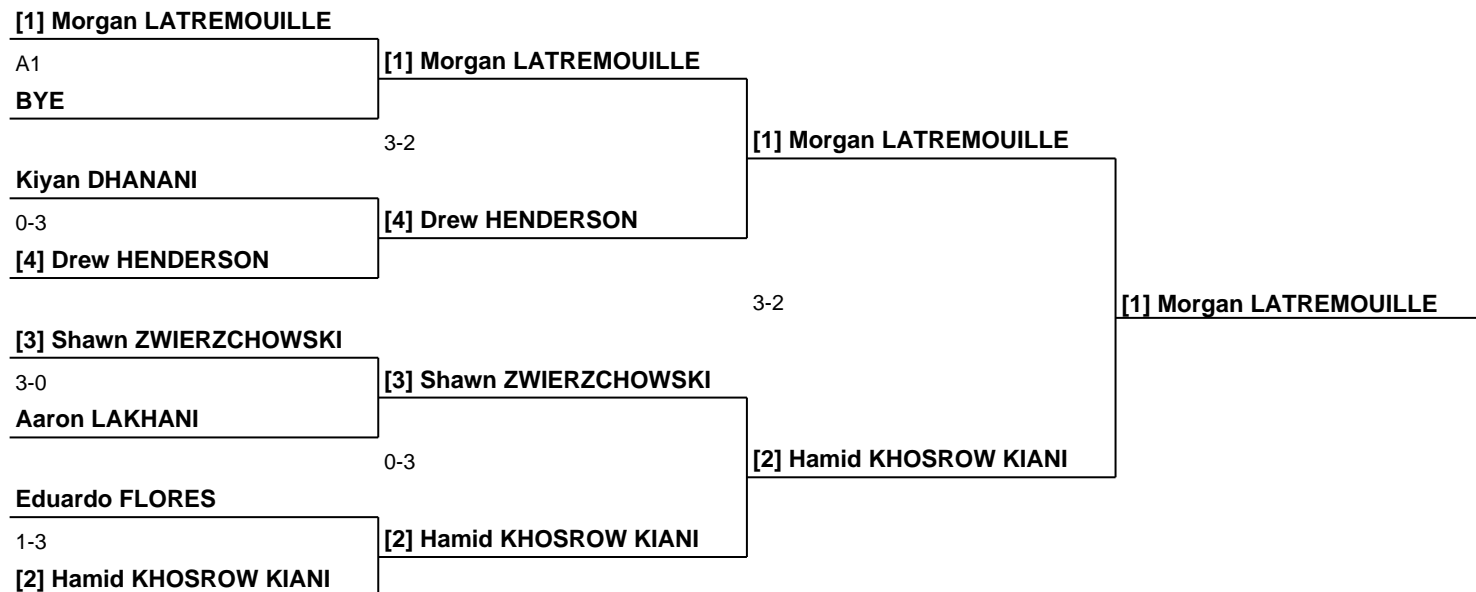 [1] Morgan LATREMOUILLE
A1
BYE
[1] Morgan LATREMOUILLE
3-2
Kiyan DHANANI
0-3
[4] Drew HENDERSON
[4] Drew HENDERSON
[1] Morgan LATREMOUILLE
3-2
[1] Morgan LATREMOUILLE
[3] Shawn ZWIERZCHOWSKI
3-0
Aaron LAKHANI
[3] Shawn ZWIERZCHOWSKI
0-3
Eduardo FLORES
1-3
[2] Hamid KHOSROW KIANI
[2] Hamid KHOSROW KIANI
[2] Hamid KHOSROW KIANI